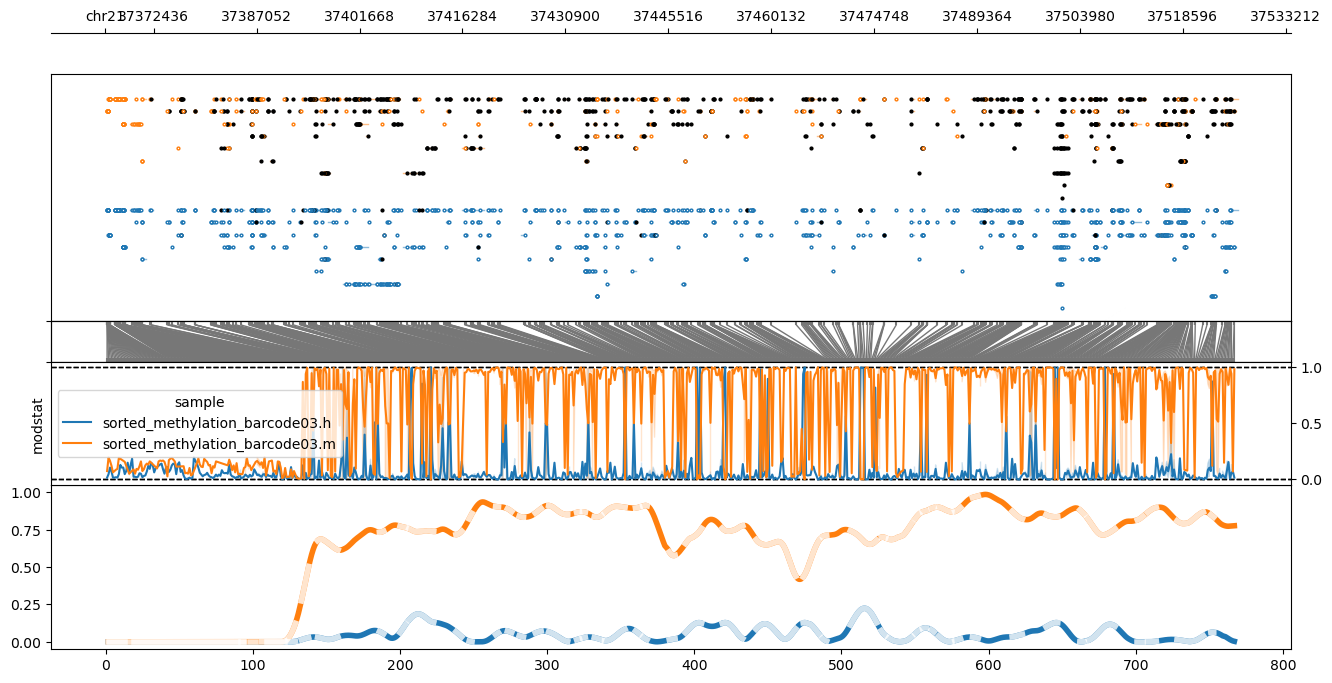 chr21 37372436 37387052 37401668 37416284 37430900 37445516 37460132 37474748 37489364 37503980 37518596 37533212
1.0
modstat
sample
sorted_methylation_barcode03.h
0.5
sorted_methylation_barcode03.m
0.0
1.00
0.75
0.50
0.25
0.00
0 100 200 300 400 500 600 700 800